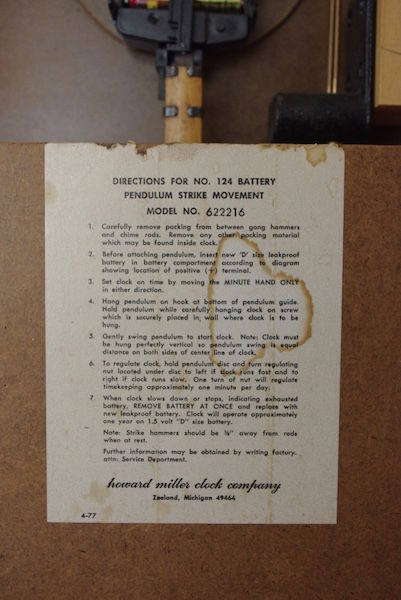 DIRECTIONS FOR NO. 124 BATTERY
PENDULUM STRIKE MOVEMENT
MODEL NO. 622216
1. Carefully remove packing from between gong hammers
and chime rods. Remove any other packing material
which may be found inside clock.
2. Before attaching pendulum, insert new 'D' size leakproof
battery in battery compartment according to diagram
showing location of positive (+) terminal.
3. Set clock on time by moving the MINUTE HAND ONLY
in either direction.
4. Hang pendulum on hook at bottom of pendulum guide.
Hold pendulum while carefully hanging clock on screw
which is securely placed in wall where clock is to be
hung.
5. Gently swing pendulum to start clock. Note: Clock must
be hung perfectly vertical so pendulum swing is equal
distance on both sides of center line of clock.
6. To regulate clock, hold pendulum disc and turn regulating
nut located under disc to left if clock runs fast and to
right if clock runs slow. One turn of nut will regulate
timekeeping approximately one minute per day.
7. When clock slows down or stops, indicating exhausted
battery, REMOVE BATTERY AT ONCE and replace with
new leakproof battery. Clock will operate approximately
one year on 1.5 volt "D" size battery.
Note: Strike hammers should be ⅛" away from rods
when at rest.
Further information may be obtained by writing factory.
attn: Service Department.
howard miller clock company
Zeeland, Michigan 49464
4-77